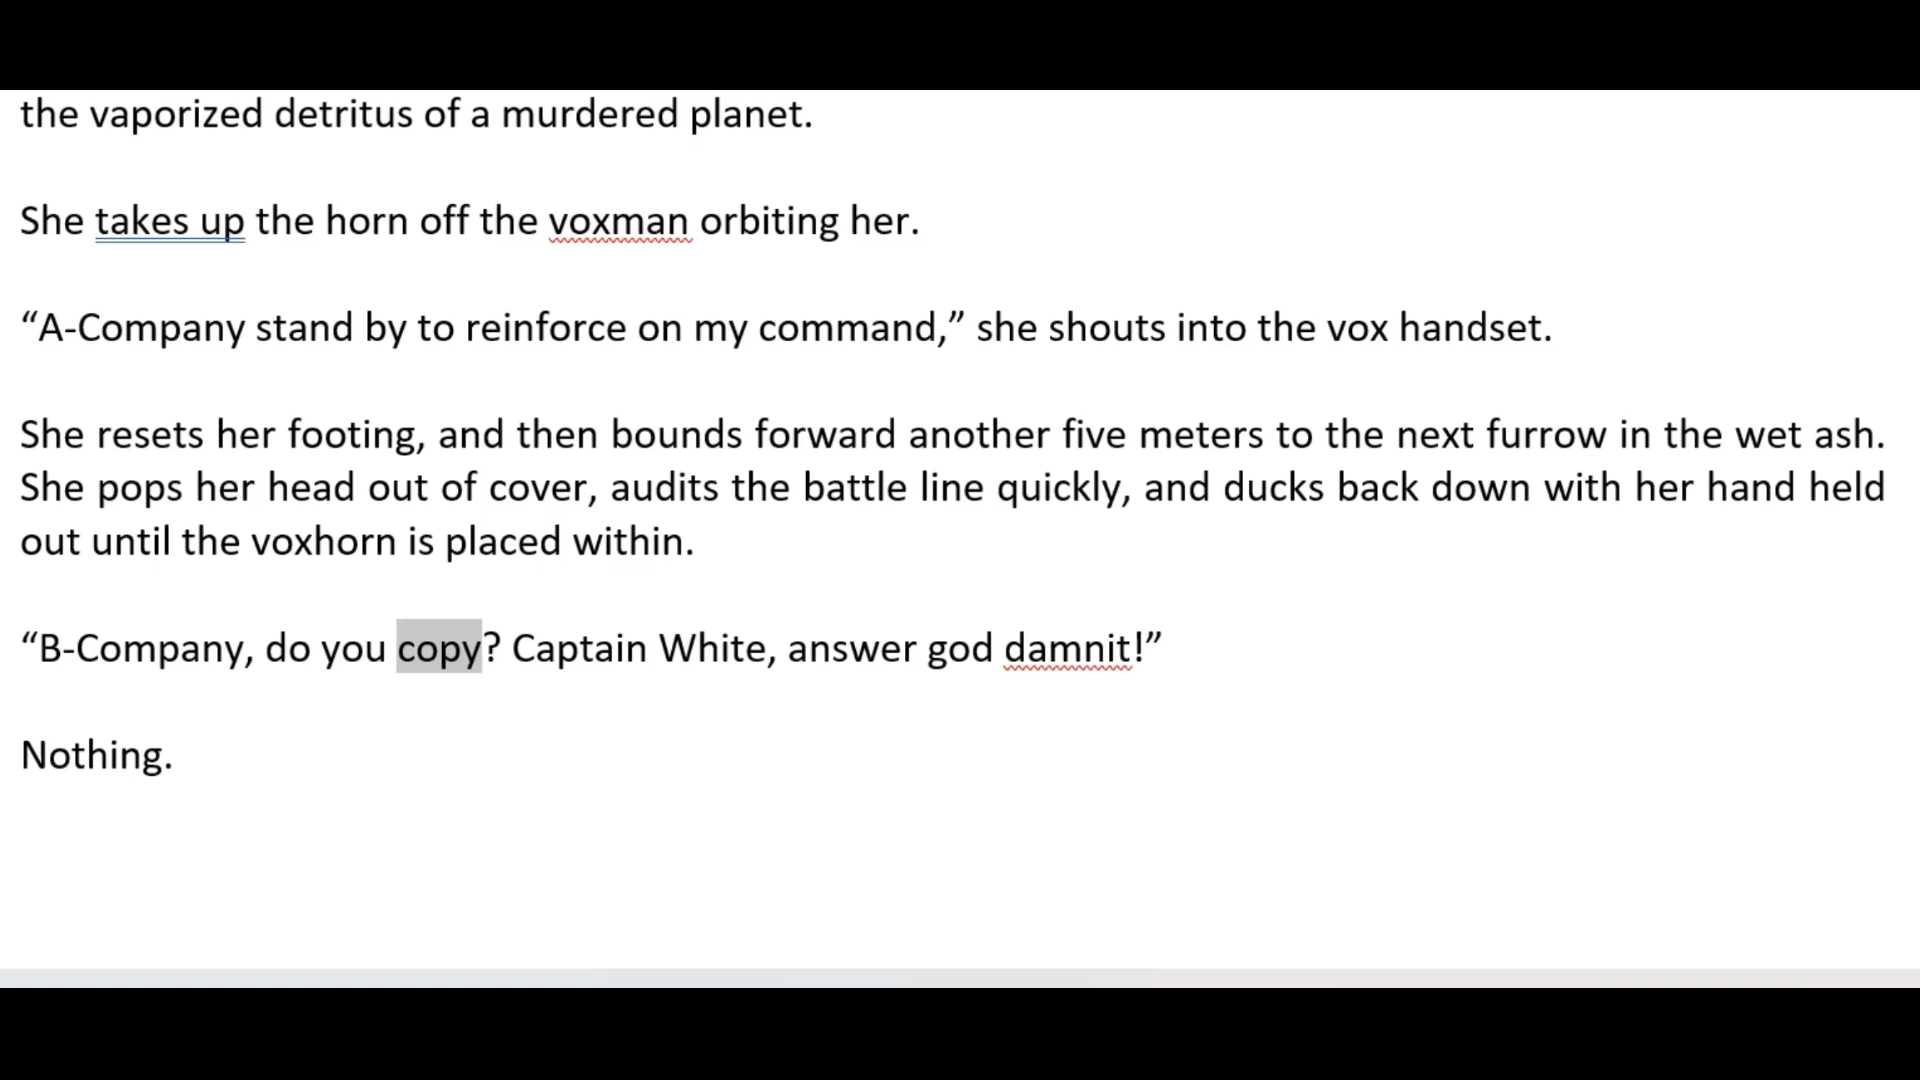 the vaporized detritus of a murdered planet.
She takes up the horn off the voxman orbiting her.
“A-Company stand by to reinforce on my command,” she shouts into the vox handset.
She resets her footing, and then bounds forward another five meters to the next furrow in the wet ash.
She pops her head out of cover, audits the battle line quickly, and ducks back down with her hand held
out until the voxhorn is placed within.
“B-Company, do you copy? Captain White, answer god damnit!”
Nothing.